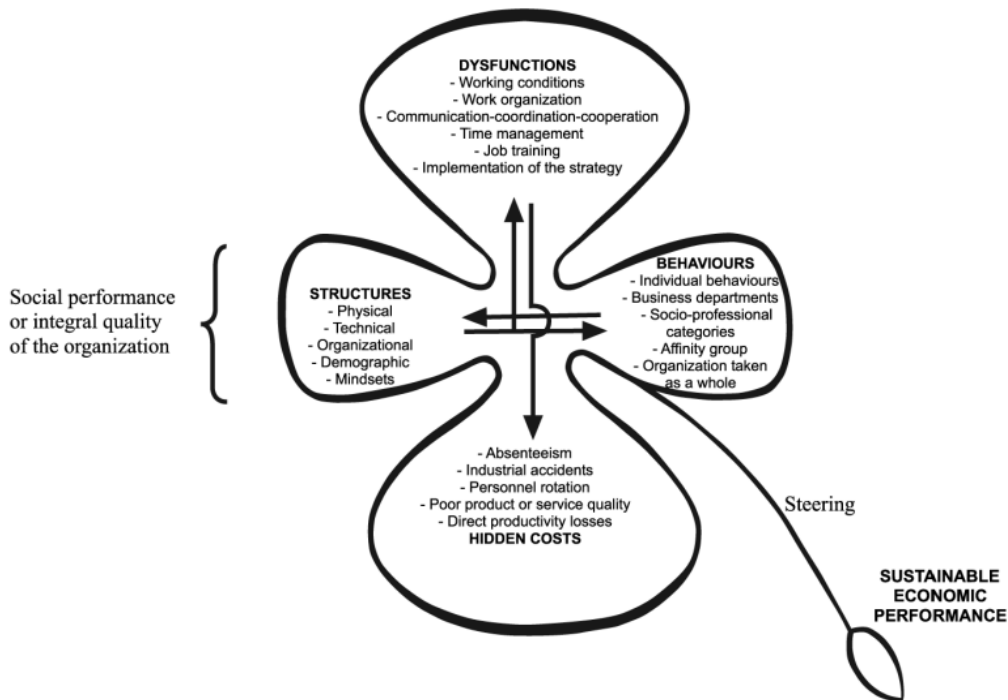 DYSFUNCTIONS
- Working conditions
- Work organization
- Communication-coordination-cooperation
- Time management
- Job training
- Implementation of the strategy
Social performance
or integral quality
of the organization
STRUCTURES
- Physical
- Technical
- Organizational
- Demographic
- Mindsets
BEHAVIOURS
- Individual behaviours
- Business departments
- Socio-professional
categories
- Affinity group
- Organization taken
as a whole
- Absenteeism
- Industrial accidents
- Personnel rotation
- Poor product or service quality
- Direct productivity losses
HIDDEN COSTS
Steering
SUSTAINABLE
ECONOMIC
PERFORMANCE